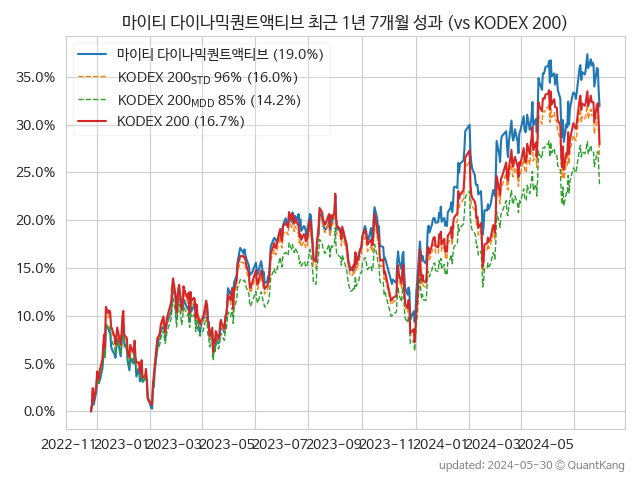 마이티 다이나믹퀀트액티브 최근 1년 7개월 성과 (vs KODEX 200)
마이티 다이나믹퀀트액티브 (19.0%)
KODEX 200STD 96% (16.0%)
KODEX 200MDD 85% (14.2%)
KODEX 200 (16.7%)
35.0%
30.0%
25.0%
20.0%
15.0%
10.0%
5.0%
0.0%
2022-11 2023-01 2023-03 2023-05 2023-07 2023-09 2023-11 2024-01 2024-03 2024-05
updated: 2024-05-30 © QuantKang